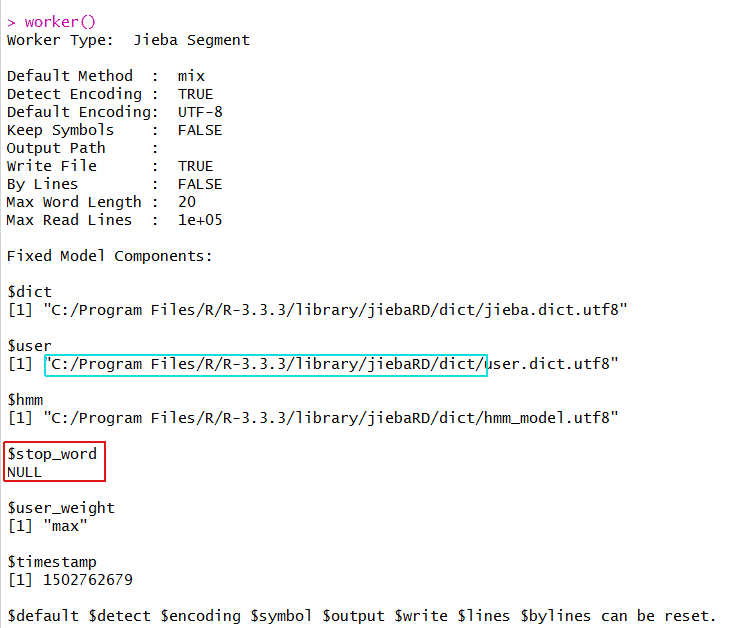 > worker()
Worker Type:  Jieba Segment
Default Method  :  mix
Detect Encoding :  TRUE
Default Encoding:  UTF-8
Keep Symbols    :  FALSE
Output Path     :
Write File      :  TRUE
By Lines        :  FALSE
Max Word Length :  20
Max Read Lines  :  1e+05
Fixed Model Components:
$dict
[1] "C:/Program Files/R/R-3.3.3/library/jiebaRD/dict/jieba.dict.utf8"
$user
[1] "C:/Program Files/R/R-3.3.3/library/jiebaRD/dict/user.dict.utf8"
$hmm
[1] "C:/Program Files/R/R-3.3.3/library/jiebaRD/dict/hmm_model.utf8"
$stop_word
NULL
$user_weight
[1] "max"
$timestamp
[1] 1502762679
$default $detect $encoding $symbol $output $write $lines $bylines can be reset.